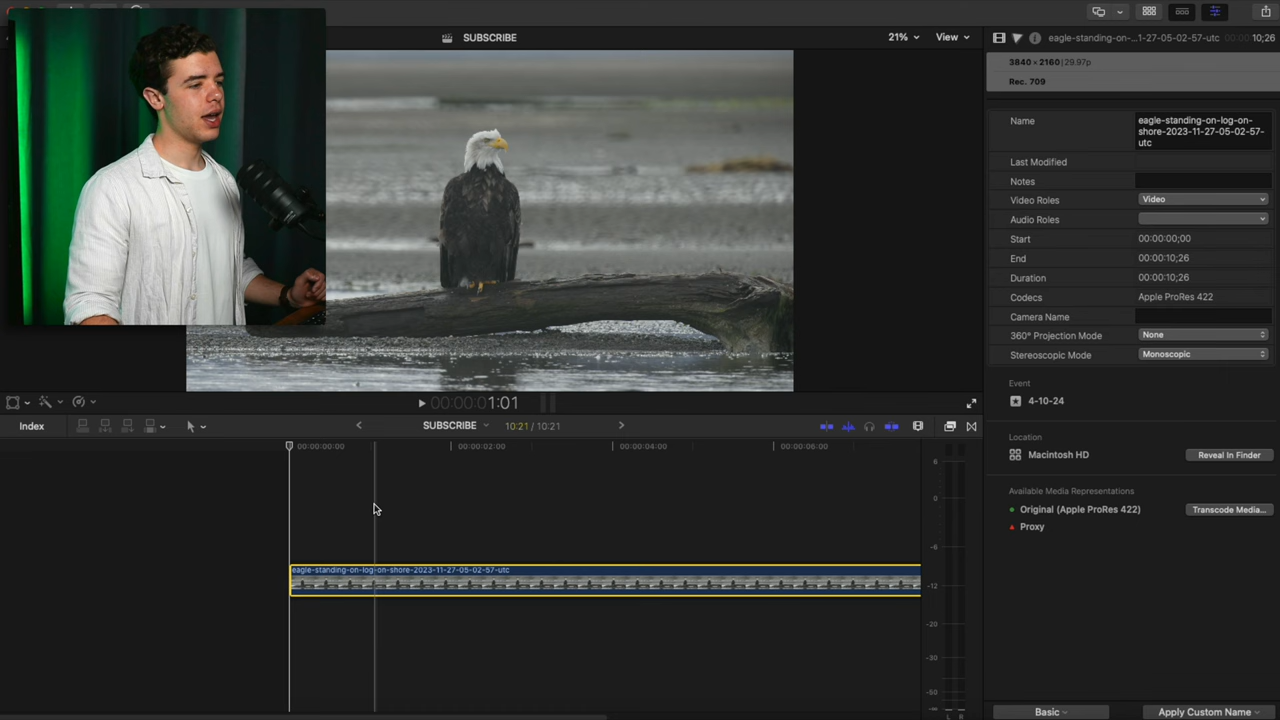 SUBSCRIBE
21%
View
eagle-standing-on-...1-27-05-02-57-utc
00:00:10;26
3840 × 2160 | 29.97p
Rec. 709
Name
eagle-standing-on-log-on-
shore-2023-11-27-05-02-57-
utc
Last Modified
Notes
Video Roles
Video
Audio Roles
Start
00:00:00;00
End
00:00:10;26
Duration
00:00:10;26
Codecs
Apple ProRes 422
Camera Name
360° Projection Mode
None
Stereoscopic Mode
Monoscopic
Event
4-10-24
Location
Macintosh HD
Reveal In Finder
Available Media Representations
Original (Apple ProRes 422)
Transcode Media...
Proxy
Basic
Apply Custom Name
00:00:01:01
Index
SUBSCRIBE
10:21 / 10:21
00:00:00:00
00:00:02:00
00:00:04:00
00:00:06:00
eagle-standing-on-log-on-shore-2023-11-27-05-02-57-utc
6
0
-6
-12
-20
-30
-50
-∞
L R